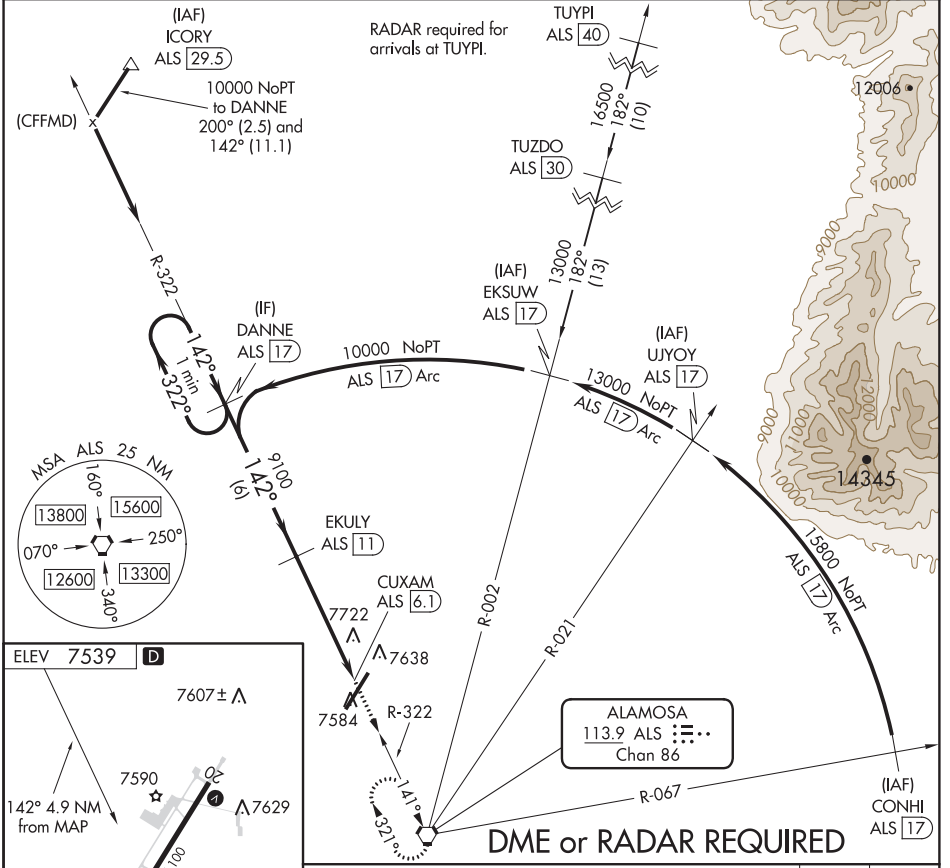 (IAF)
ICORY
ALS 29.5
RADAR required for
arrivals at TUYPI.
TUYPI
ALS 40
10000 NoPT
to DANNE
200° (2.5) and
142° (11.1)
(CFFMD)
x
16500
182°
(10)
12006
TUZDO
ALS 30
10000
9000
R-322
13000
182°
(13)
(IAF)
EKSUW
ALS 17
(IF)
DANNE
ALS 17
(IAF)
UJYOY
ALS 17
142°
1 min
322°
10000 NoPT
ALS 17 Arc
13000 NoPT
ALS 17 Arc
12000
11000
9000
10000
14345
MSA ALS 25 NM
160°
13800
15600
070°
250°
12600
13300
340°
9100
142°
(6)
EKULY
ALS 11
15800 NoPT
ALS 17 Arc
CUXAM
ALS 6.1
R-002
R-021
7722
7638
7584
R-322
ELEV 7539 D
7607±
142° 4.9 NM
from MAP
7590
20
7629
100
ALAMOSA
113.9 ALS
Chan 86
141°
321°
R-067
(IAF)
CONHI
ALS 17
DME or RADAR REQUIRED